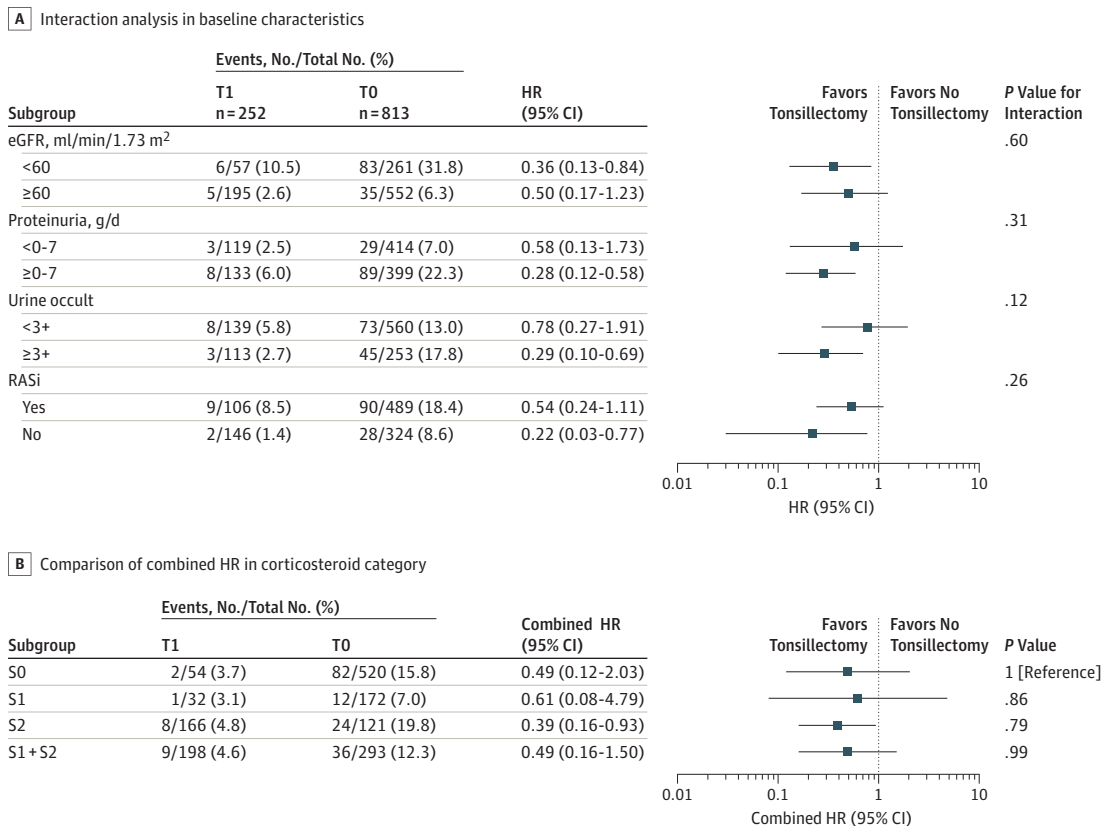 A Interaction analysis in baseline characteristics
Events, No./Total No. (%)
Subgroup T1 n=252 T0 n=813 HR (95% CI) Favors Tonsillectomy Favors No Tonsillectomy P Value for Interaction
eGFR, ml/min/1.73 m² .60
<60 6/57 (10.5) 83/261 (31.8) 0.36 (0.13-0.84)
≥60 5/195 (2.6) 35/552 (6.3) 0.50 (0.17-1.23)
Proteinuria, g/d .31
<0-7 3/119 (2.5) 29/414 (7.0) 0.58 (0.13-1.73)
≥0-7 8/133 (6.0) 89/399 (22.3) 0.28 (0.12-0.58)
Urine occult .12
<3+ 8/139 (5.8) 73/560 (13.0) 0.78 (0.27-1.91)
≥3+ 3/113 (2.7) 45/253 (17.8) 0.29 (0.10-0.69)
RASi .26
Yes 9/106 (8.5) 90/489 (18.4) 0.54 (0.24-1.11)
No 2/146 (1.4) 28/324 (8.6) 0.22 (0.03-0.77)
0.01 0.1 1 10
HR (95% CI)
B Comparison of combined HR in corticosteroid category
Events, No./Total No. (%)
Subgroup T1 T0 Combined HR (95% CI) Favors Tonsillectomy Favors No Tonsillectomy P Value
S0 2/54 (3.7) 82/520 (15.8) 0.49 (0.12-2.03) 1 [Reference]
S1 1/32 (3.1) 12/172 (7.0) 0.61 (0.08-4.79) .86
S2 8/166 (4.8) 24/121 (19.8) 0.39 (0.16-0.93) .79
S1+S2 9/198 (4.6) 36/293 (12.3) 0.49 (0.16-1.50) .99
0.01 0.1 1 10
Combined HR (95% CI)